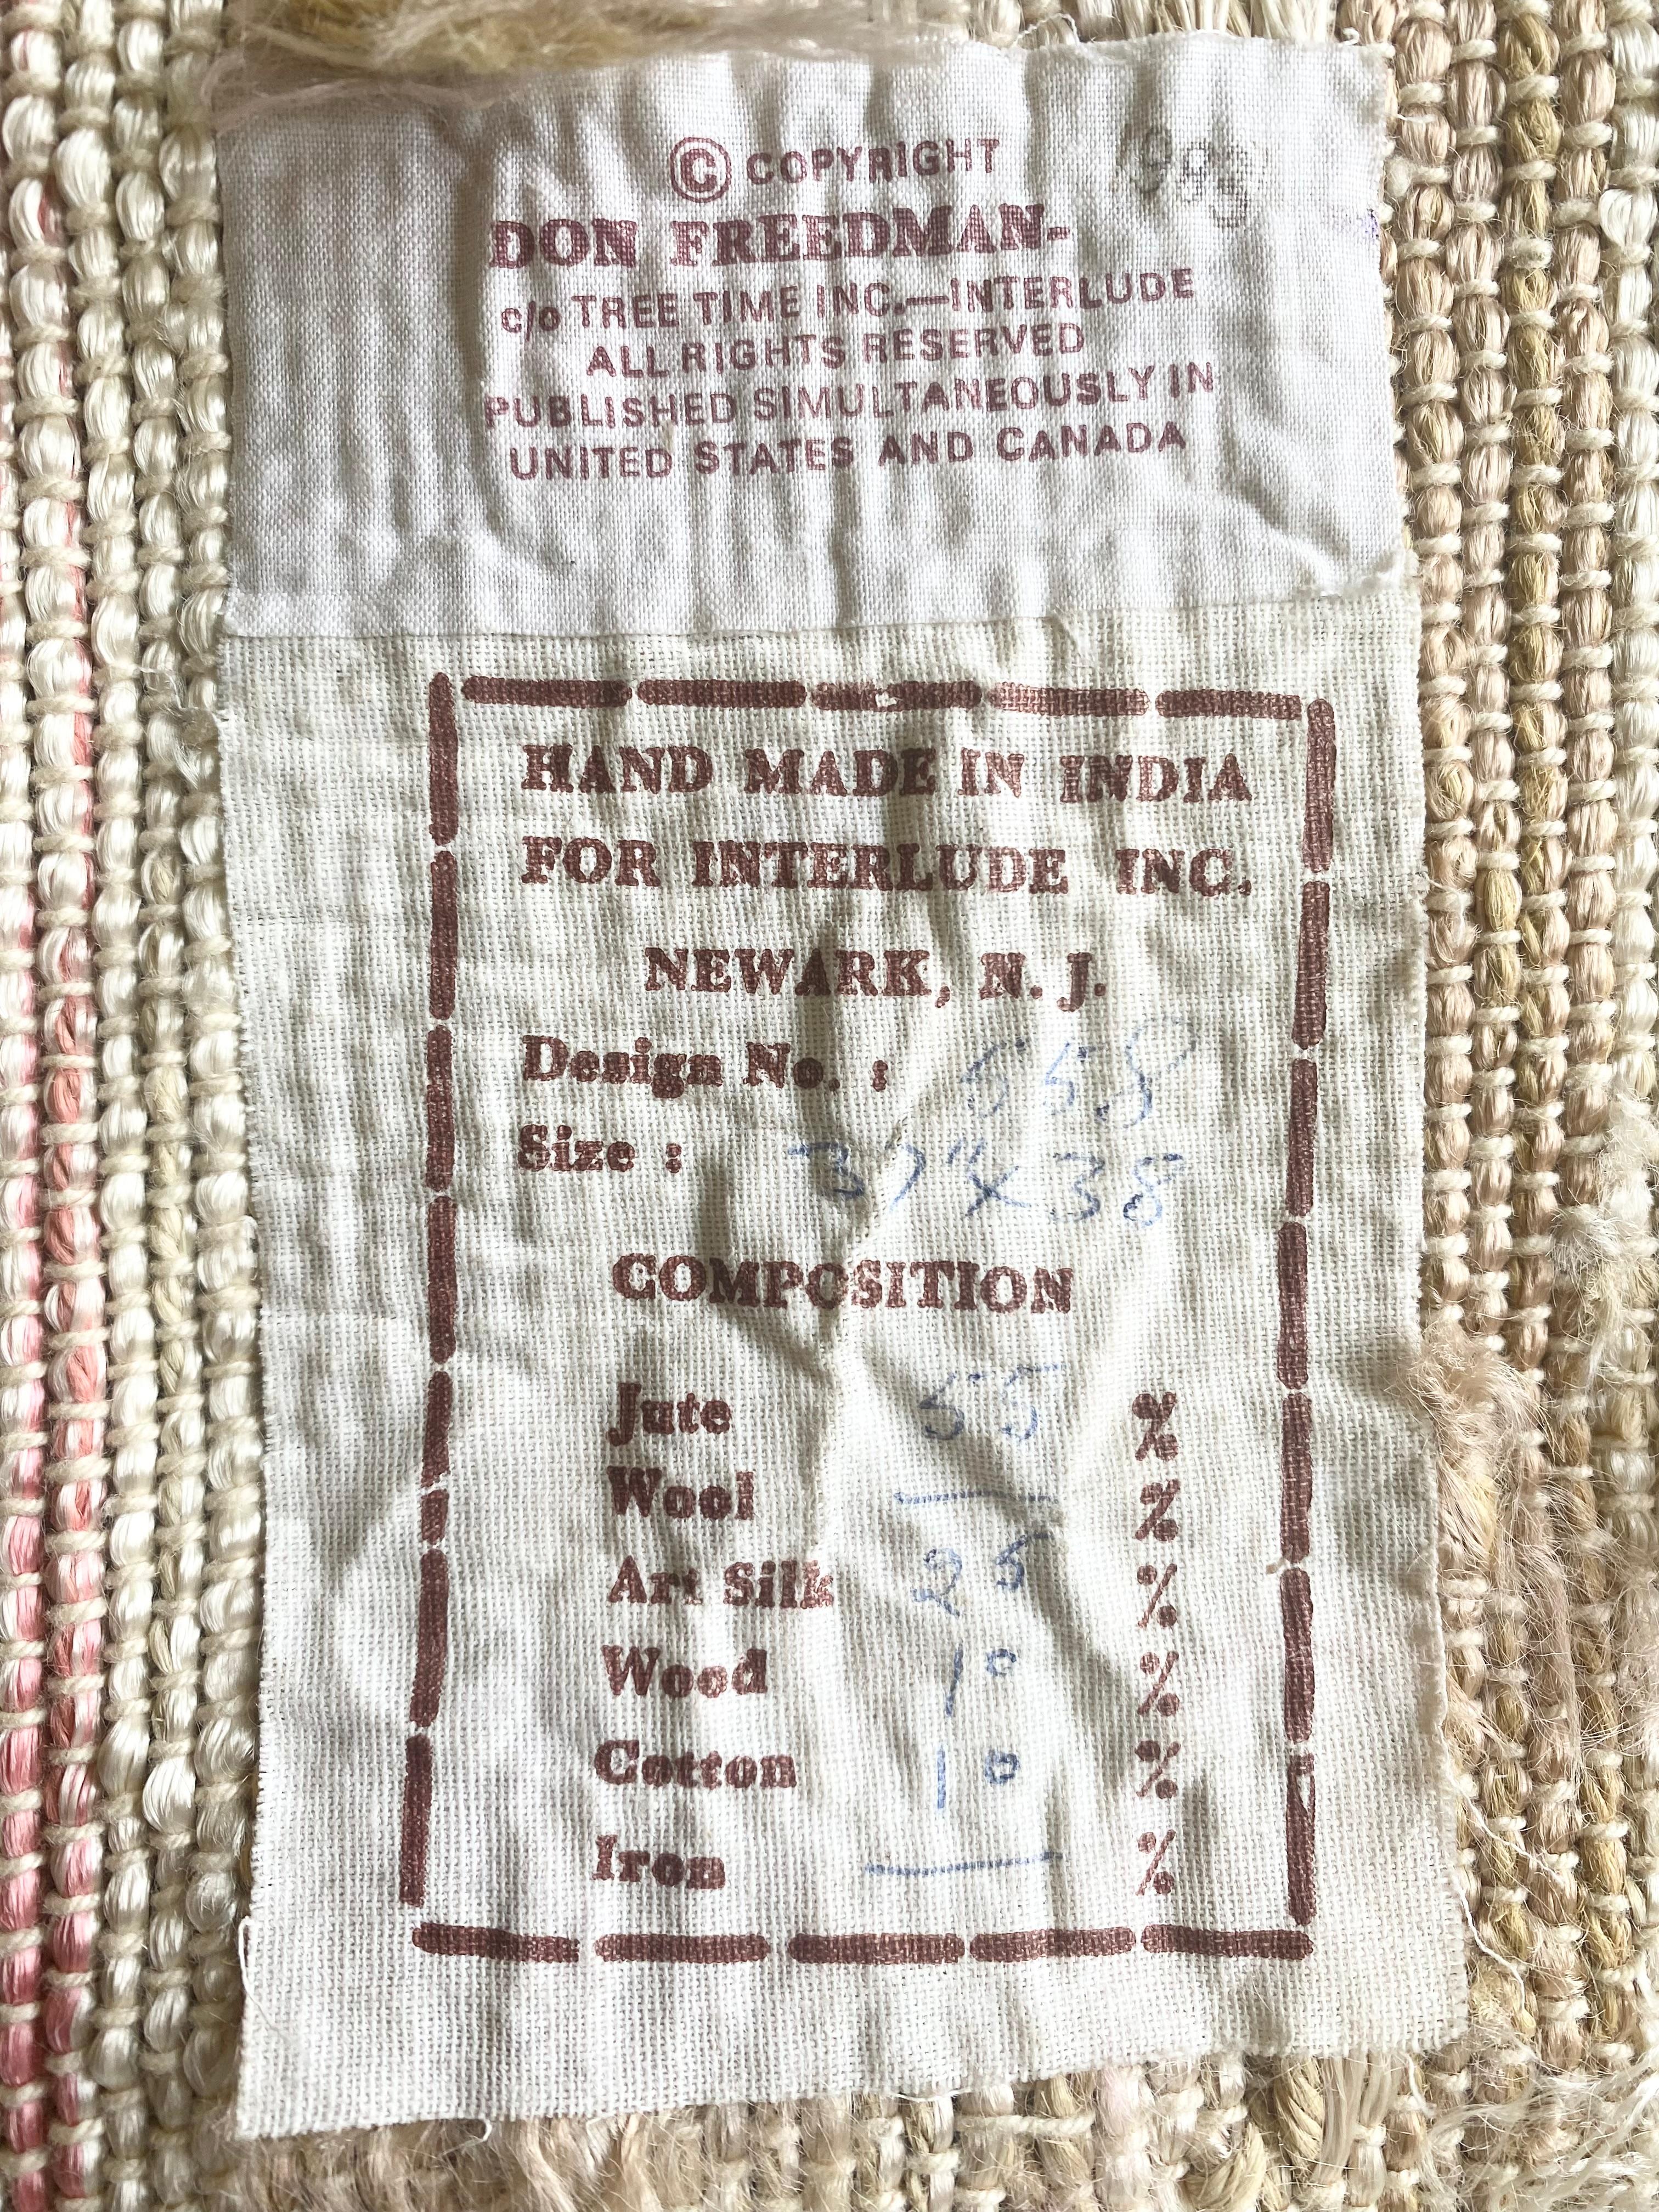 © COPYRIGHT
DON FREEDMAN-
c/o TREE TIME INC.—INTERLUDE
ALL RIGHTS RESERVED
PUBLISHED SIMULTANEOUSLY IN
UNITED STATES AND CANADA
HAND MADE IN INDIA
FOR INTERLUDE INC.
NEWARK, N. J.
Design No. : 558
Size : 37" x 38
COMPOSITION
Jute 55 %
Wool — %
Art Silk 25 %
Wood 10 %
Cotton 10 %
Iron — %